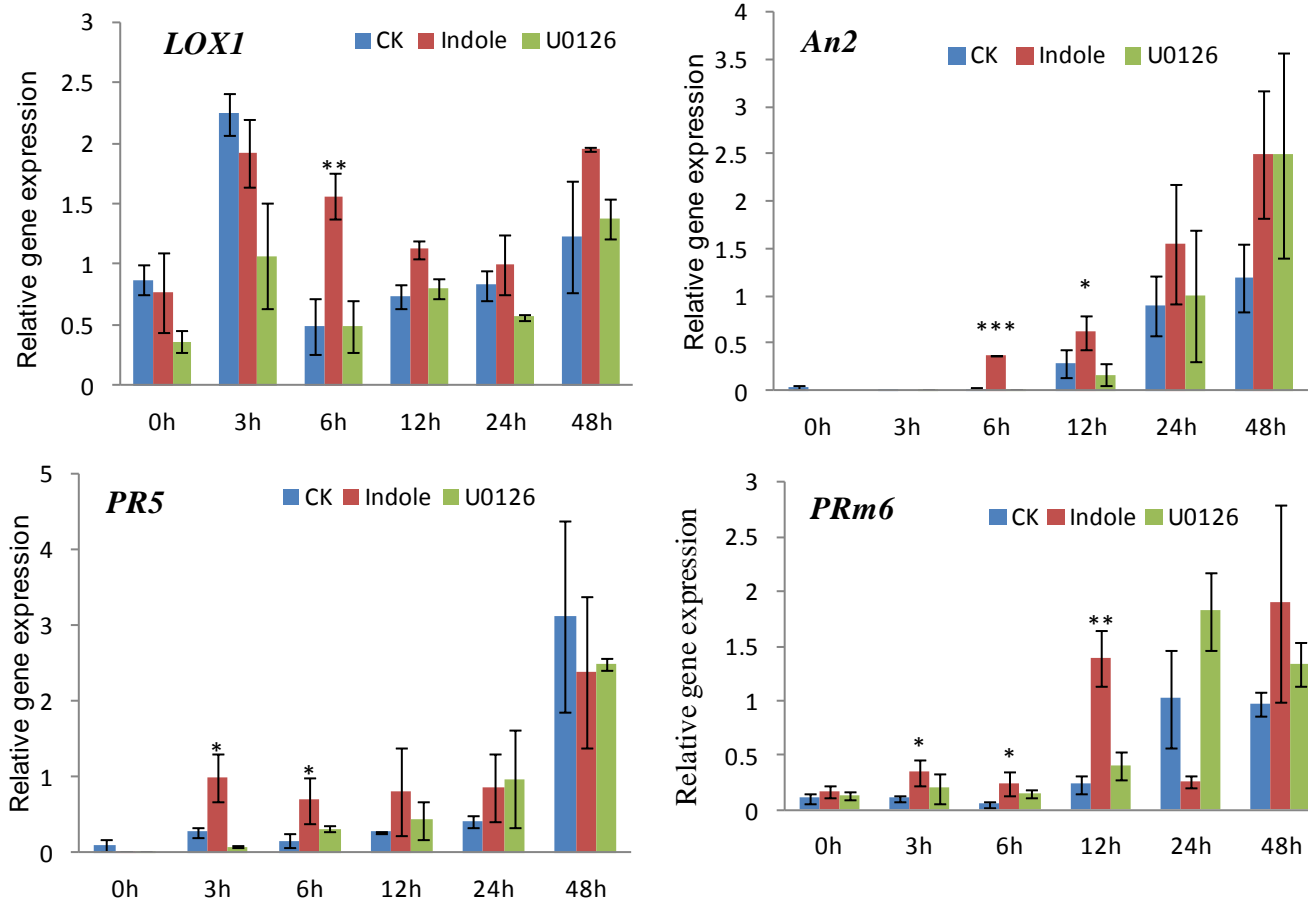 LOX1
CK Indole U0126
Relative gene expression
3
2.5
2
1.5
1
0.5
0
**
0h 3h 6h 12h 24h 48h
An2
CK Indole U0126
Relative gene expression
4
3.5
3
2.5
2
1.5
1
0.5
0
***
*
0h 3h 6h 12h 24h 48h
PR5
CK Indole U0126
Relative gene expression
5
4
3
2
1
0
*
*
0h 3h 6h 12h 24h 48h
PRm6
CK Indole U0126
Relative gene expression
3
2.5
2
1.5
1
0.5
0
*
*
**
0h 3h 6h 12h 24h 48h